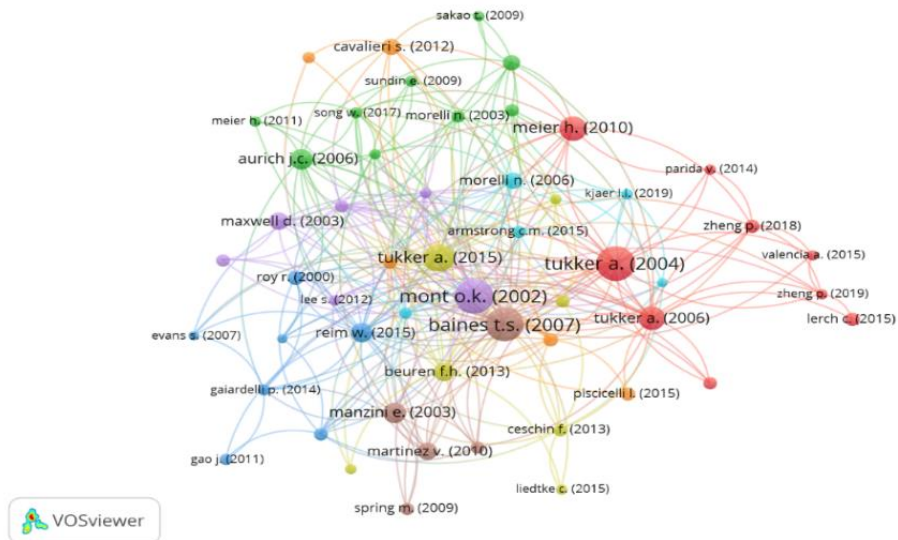 sakao t. (2009)
cavalieri s. (2012)
sundin e. (2009)
meier h. (2011)
song w. (2017)
morelli n. (2003)
meier h. (2010)
aurich j.c. (2006)
parida v. (2014)
morelli n. (2006)
kjaer l.l. (2019)
maxwell d. (2003)
armstrong c.m. (2015)
zheng p. (2018)
tukker a. (2015)
tukker a. (2004)
valencia a. (2015)
roy r. (2000)
lee s. (2012)
mont o.k. (2002)
zheng p. (2019)
evans s. (2007)
reim w. (2015)
baines t.s. (2007)
tukker a. (2006)
lerch c. (2015)
beuren f.h. (2013)
gaiardelli p. (2014)
piscicelli l. (2015)
manzini e. (2003)
ceschin f. (2013)
martinez v. (2010)
gao j. (2011)
liedtke c. (2015)
spring m. (2009)
VOSviewer